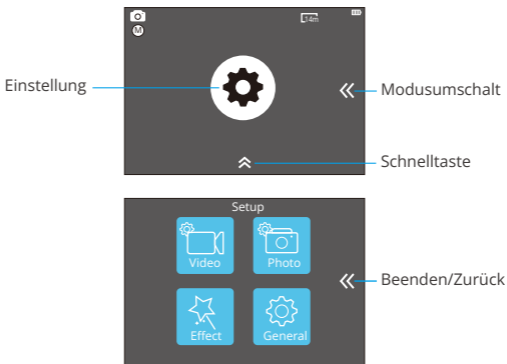 M
14m
Einstellung
Modusumschalt
Schnelltaste
Setup
Video
Photo
Beenden/Zurück
Effect
General